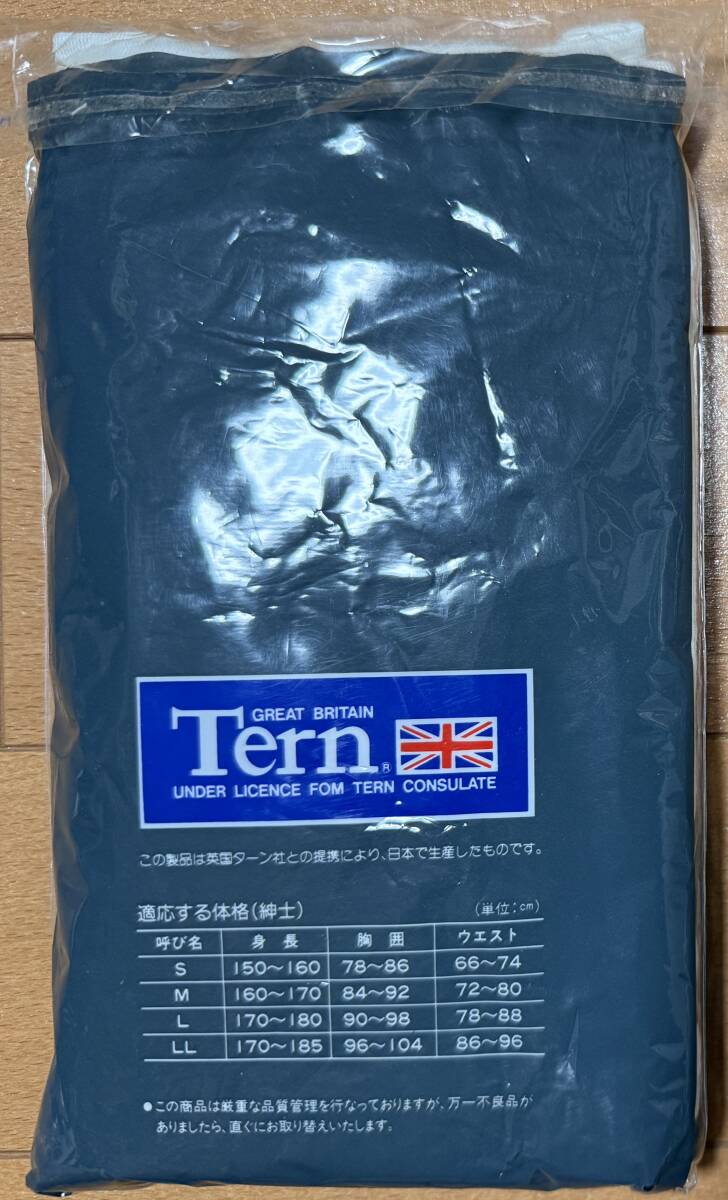 GREAT BRITAIN
Tern®
UNDER LICENCE FOM TERN CONSULATE
この製品は英国ターン社との提携により、日本で生産したものです。
適応する体格(紳士) (単位:cm)
呼び名 身長 胸囲 ウエスト
S 150〜160 78〜86 66〜74
M 160〜170 84〜92 72〜80
L 170〜180 90〜98 78〜88
LL 170〜185 96〜104 86〜96
●この商品は厳重な品質管理を行なっておりますが、万一不良品が
ありましたら、直ぐにお取り替えいたします。